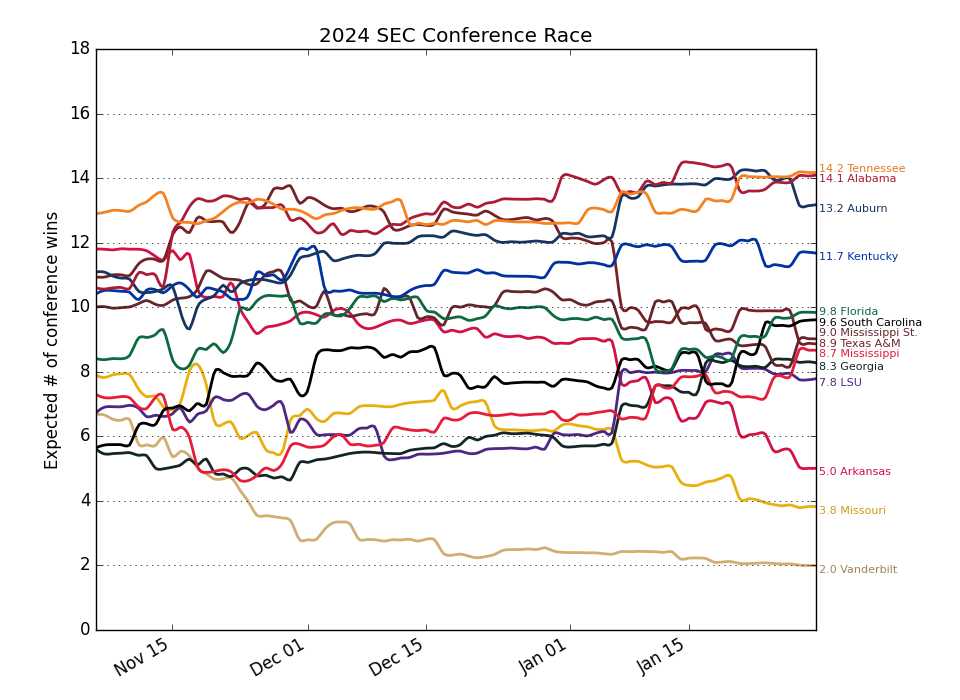 2024 SEC Conference Race
Expected # of conference wins
18
16
14
12
10
8
6
4
2
0
14.2 Tennessee
14.1 Alabama
13.2 Auburn
11.7 Kentucky
9.8 Florida
9.6 South Carolina
9.0 Mississippi St.
8.9 Texas A&M
8.7 Mississippi
8.3 Georgia
7.8 LSU
5.0 Arkansas
3.8 Missouri
2.0 Vanderbilt
Nov 15
Dec 01
Dec 15
Jan 01
Jan 15